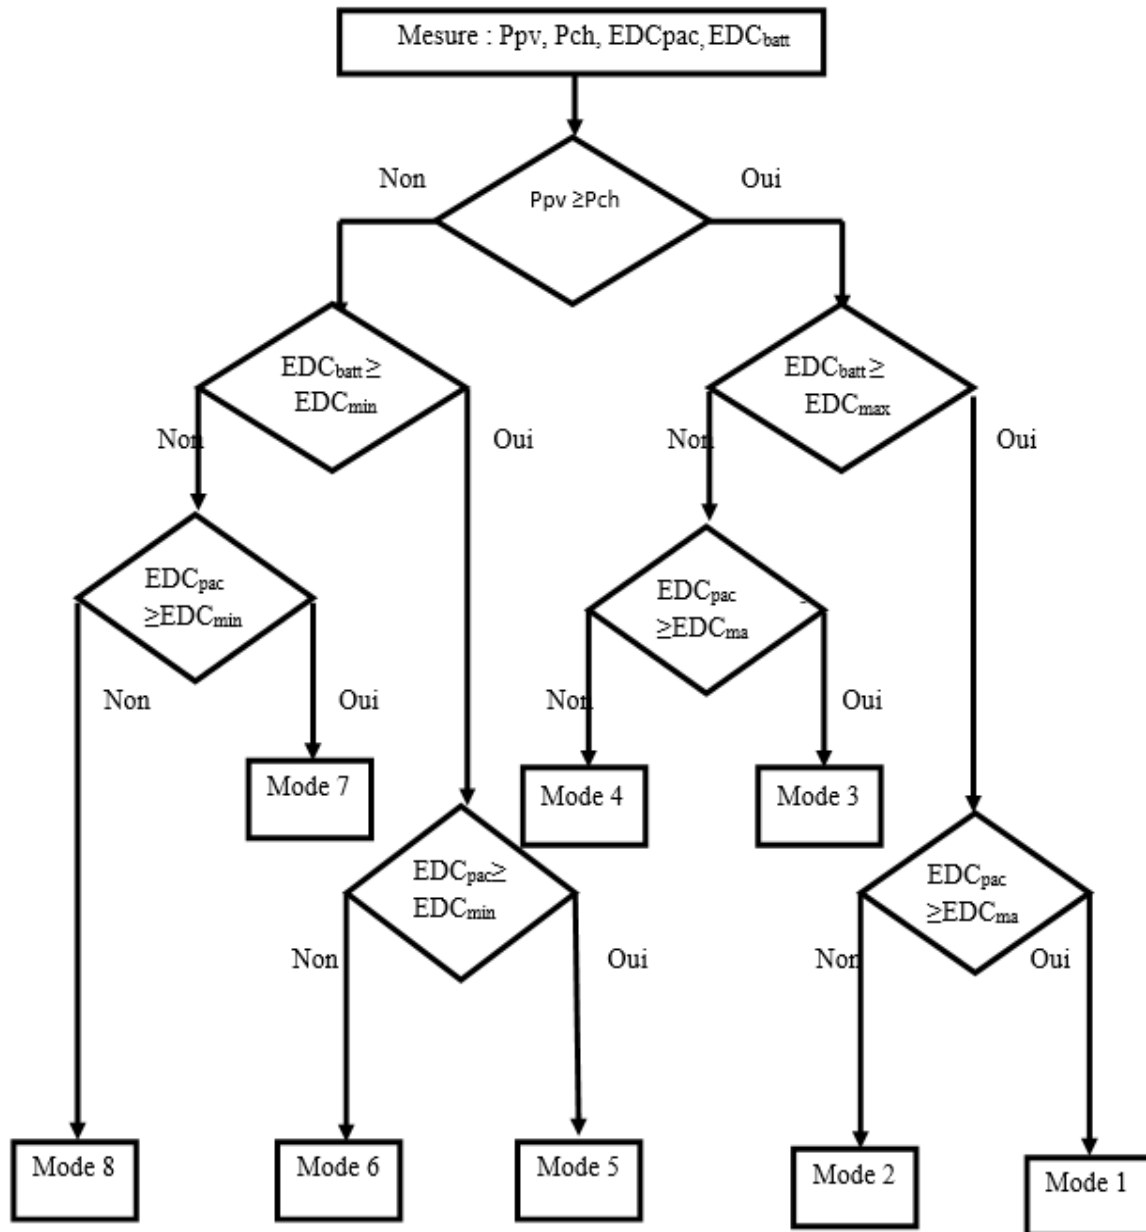 Mesure : Ppv, Pch, EDCpac, EDCbatt
Non
Oui
Ppv ≥Pch
EDCbatt ≥
EDCmin
EDCbatt ≥
EDCmax
Non
Oui
Non
Oui
EDCpac
≥EDCmin
EDCpac
≥EDCma
Non
Oui
Non
Oui
Mode 7
Mode 4
Mode 3
EDCpac≥
EDCmin
EDCpac
≥EDCma
Non
Oui
Non
Oui
Mode 8
Mode 6
Mode 5
Mode 2
Mode 1